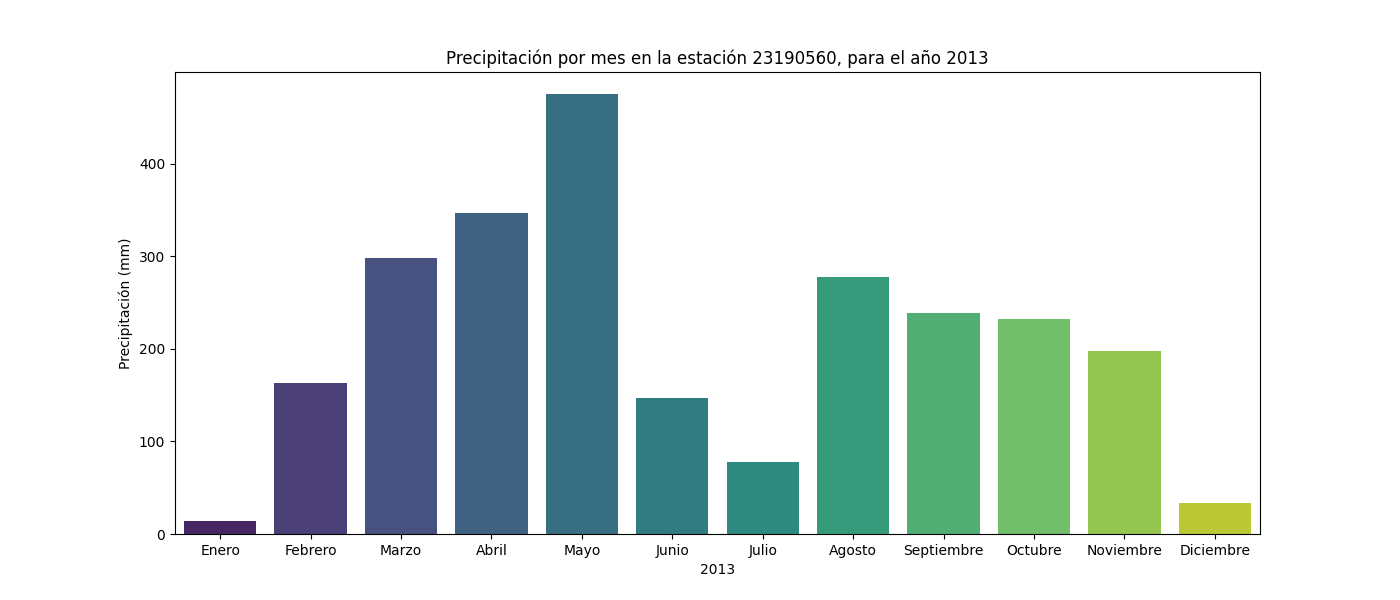 Precipitación por mes en la estación 23190560, para el año 2013
Precipitación (mm)
400
300
200
100
0
Enero Febrero Marzo Abril Mayo Junio Julio Agosto Septiembre Octubre Noviembre Diciembre
2013